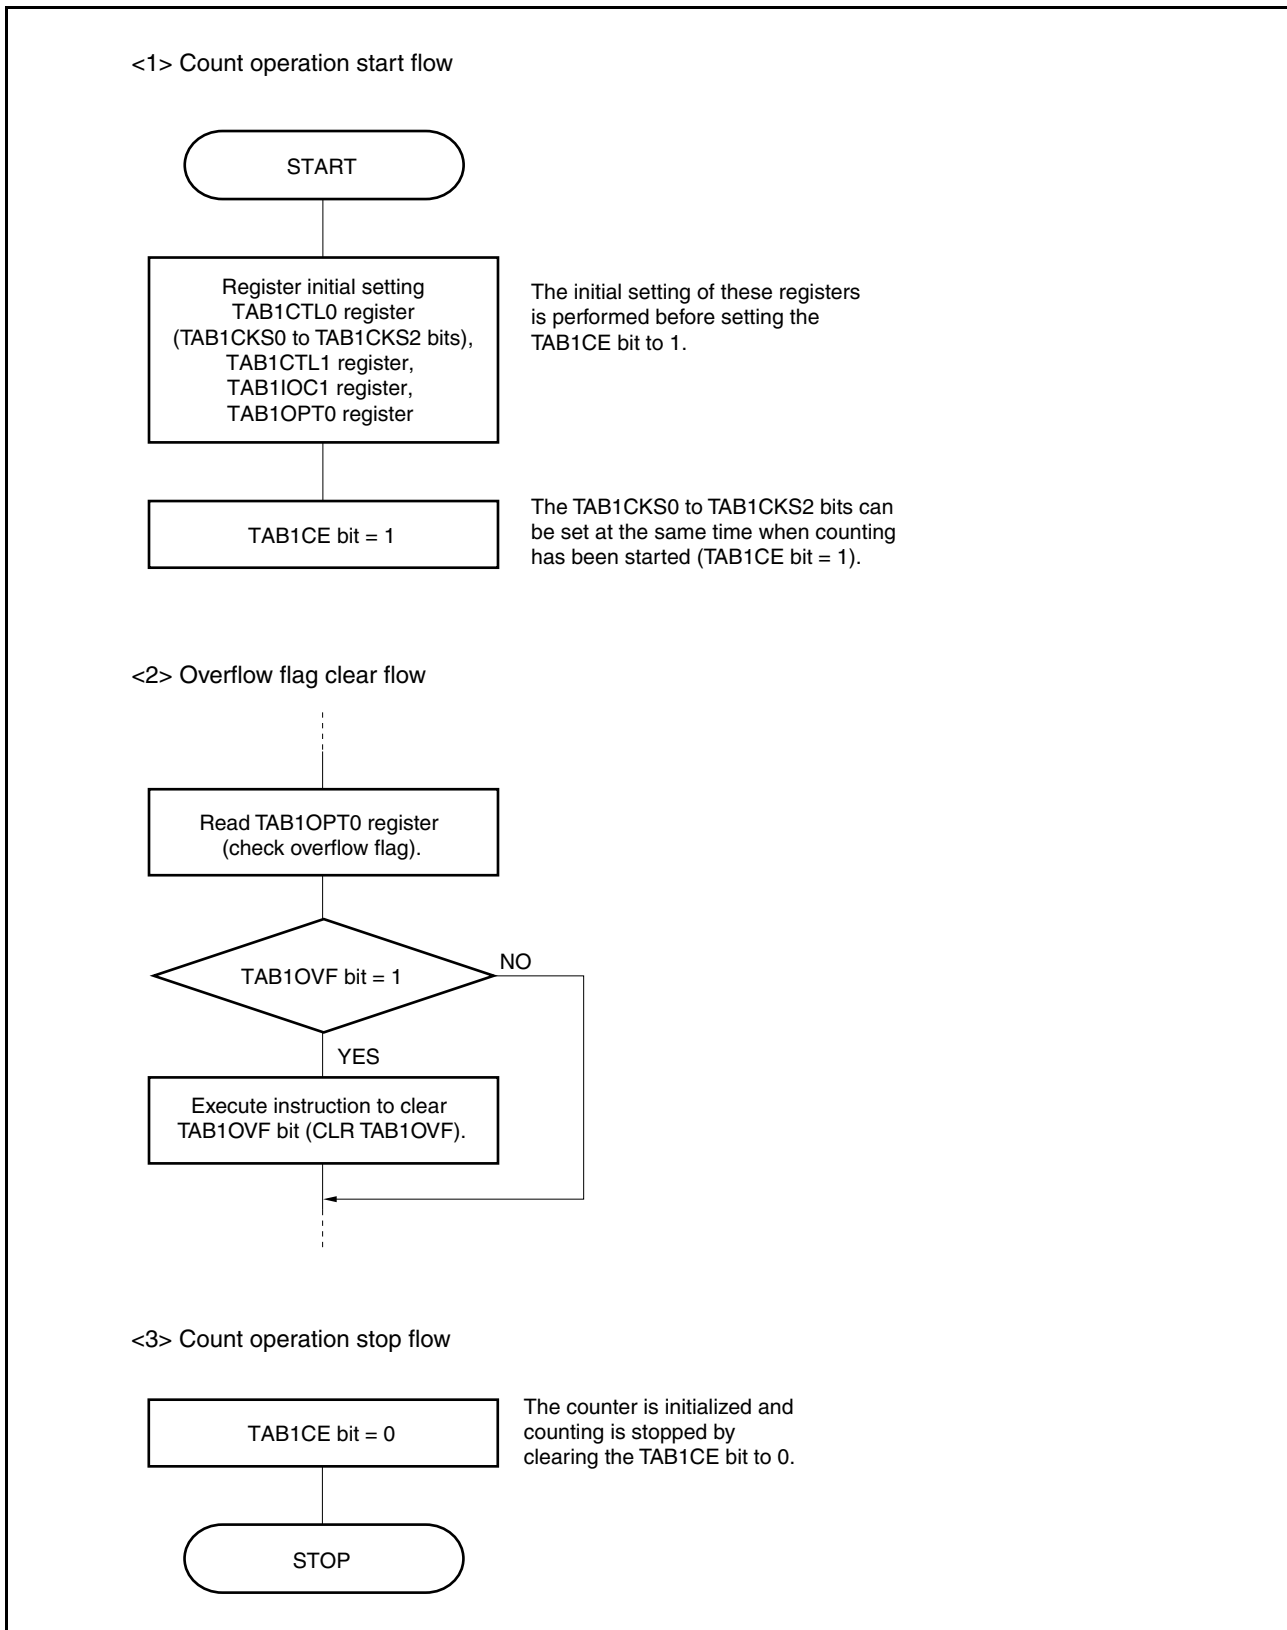 <1> Count operation start flow
START
Register initial setting
TAB1CTL0 register
(TAB1CKS0 to TAB1CKS2 bits),
TAB1CTL1 register,
TAB1IOC1 register,
TAB1OPT0 register
The initial setting of these registers
is performed before setting the
TAB1CE bit to 1.
TAB1CE bit = 1
The TAB1CKS0 to TAB1CKS2 bits can
be set at the same time when counting
has been started (TAB1CE bit = 1).
<2> Overflow flag clear flow
Read TAB1OPT0 register
(check overflow flag).
TAB1OVF bit = 1
NO
YES
Execute instruction to clear
TAB1OVF bit (CLR TAB1OVF).
<3> Count operation stop flow
TAB1CE bit = 0
The counter is initialized and
counting is stopped by
clearing the TAB1CE bit to 0.
STOP